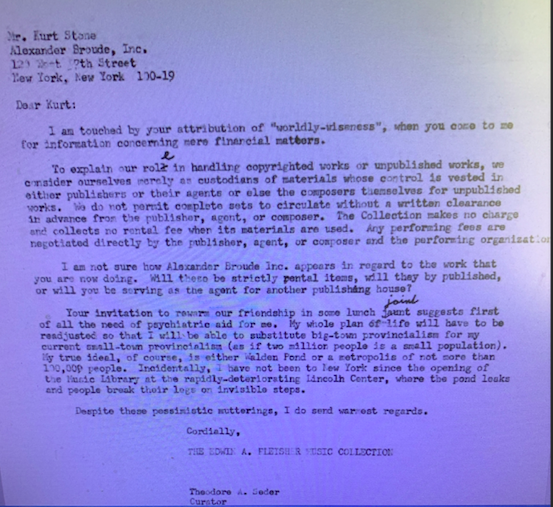 Mr. Kurt Stone
Alexander Broude, Inc.
Street
New York, New York 100-19
Dear Kurt:
I am touched by your attribution of "worldly-wiseness", when you come to me
for information concerning mere financial matters.
e
To explain our role in handling copyrighted works or unpublished works, we
consider ourselves merely as custodians of materials whose control is vested in
either publishers or their agents or else the composers themselves for unpublished
works. We do not permit complete sets to circulate without a written clearance
in advance from the publisher, agent, or composer. The Collection makes no charge
and collects no rental fee when its materials are used. Any performing fees are
negotiated directly by the publisher, agent, or composer and the performing organization
I am not sure how Alexander Broude Inc. appears in regard to the work that
you are now doing. Will these be strictly rental items, will they by published,
or will you be serving as the agent for another publishing house?
joint
Your invitation to renew our friendship in some lunch jaunt suggests first
of all the need of psychiatric aid for me. My whole plan of life will have to be
readjusted so that I will be able to substitute big-town provincialism for my
current small-town provincialism (as if two million people is a small population).
My true ideal, of course, is either Walden Pond or a metropolis of not more than
100,000 people. Incidentally, I have not been to New York since the opening of
the Music Library at the rapidly-deteriorating Lincoln Center, where the pond leaks
and people break their legs on invisible steps.
Despite these pessimistic mutterings, I do send warmest regards.
Cordially,
THE EDWIN A. FLEISHER MUSIC COLLECTION
Theodore A. Seder
Curator